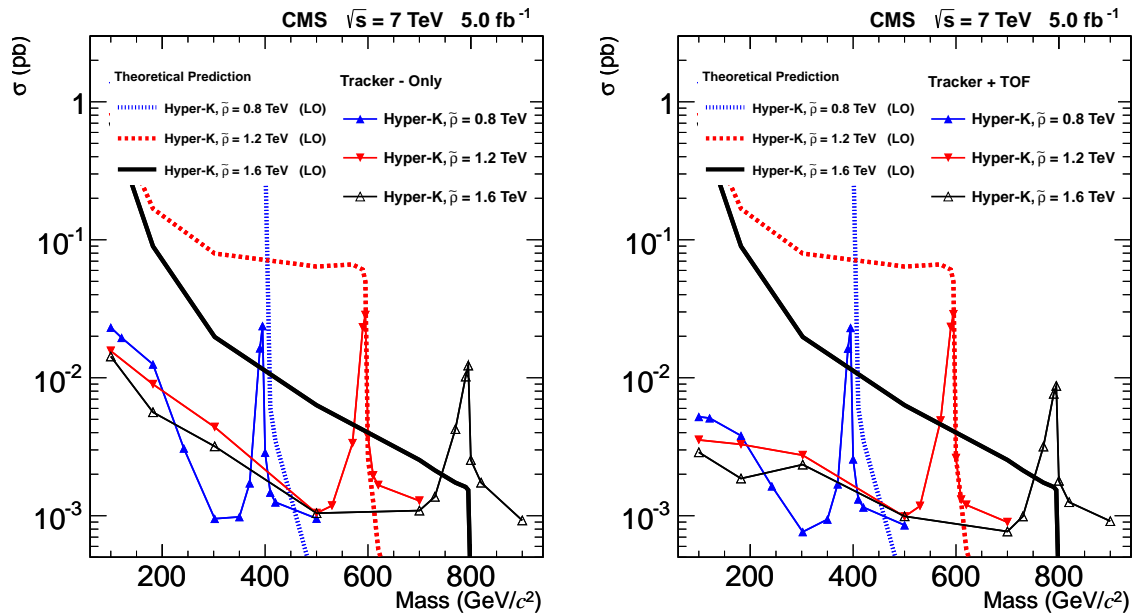 CMS √s = 7 TeV 5.0 fb⁻¹
σ (pb)
Theoretical Prediction
Hyper-K, ρ̃ = 0.8 TeV (LO)
Hyper-K, ρ̃ = 1.2 TeV (LO)
Hyper-K, ρ̃ = 1.6 TeV (LO)
Tracker - Only
Hyper-K, ρ̃ = 0.8 TeV
Hyper-K, ρ̃ = 1.2 TeV
Hyper-K, ρ̃ = 1.6 TeV
1
10⁻¹
10⁻²
10⁻³
200 400 600 800
Mass (GeV/c²)
CMS √s = 7 TeV 5.0 fb⁻¹
σ (pb)
Theoretical Prediction
Hyper-K, ρ̃ = 0.8 TeV (LO)
Hyper-K, ρ̃ = 1.2 TeV (LO)
Hyper-K, ρ̃ = 1.6 TeV (LO)
Tracker + TOF
Hyper-K, ρ̃ = 0.8 TeV
Hyper-K, ρ̃ = 1.2 TeV
Hyper-K, ρ̃ = 1.6 TeV
1
10⁻¹
10⁻²
10⁻³
200 400 600 800
Mass (GeV/c²)